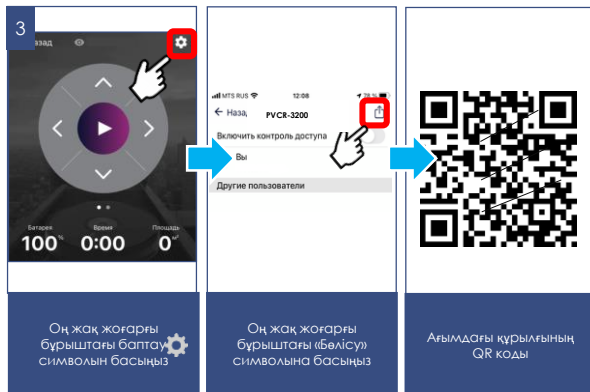 3
азад
MTS RUS 12:08 78 %
← Наза PVCR-3200
Включить контроль доступа
Вы
Другие пользователи
Батарея Время Площадь
100% 0:00 0 м²
Оң жақ жоғарғы
бұрыштағы баптау
символын басыңыз
Оң жақ жоғарғы
бұрыштағы «Бөлісу»
символына басыңыз
Ағымдағы құрылғының
QR коды